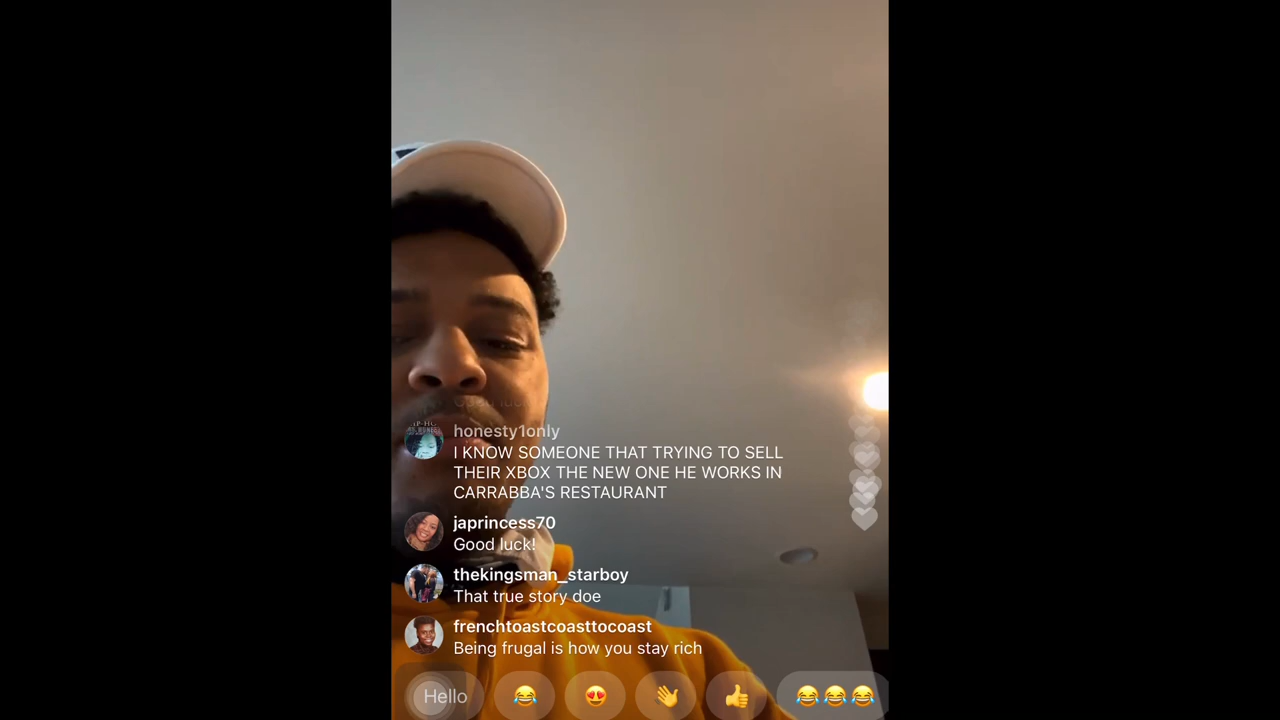 honesty1only
I KNOW SOMEONE THAT TRYING TO SELL
THEIR XBOX THE NEW ONE HE WORKS IN
CARRABBA'S RESTAURANT
japrincess70
Good luck!
thekingsman_starboy
That true story doe
frenchtoastcoasttocoast
Being frugal is how you stay rich
Hello 😂 😍 👋 👍 😂😂😂